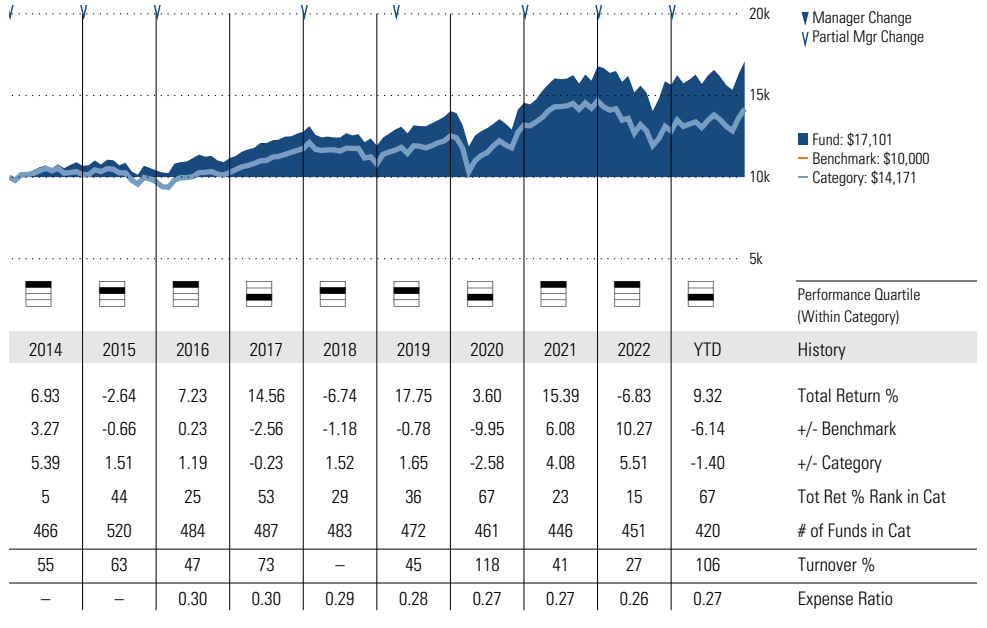 20k
Manager Change
Partial Mgr Change
15k
Fund: $17,101
Benchmark: $10,000
Category: $14,171
10k
5k
Performance Quartile
(Within Category)
2014 2015 2016 2017 2018 2019 2020 2021 2022 YTD History
6.93 -2.64 7.23 14.56 -6.74 17.75 3.60 15.39 -6.83 9.32 Total Return %
3.27 -0.66 0.23 -2.56 -1.18 -0.78 -9.95 6.08 10.27 -6.14 +/- Benchmark
5.39 1.51 1.19 -0.23 1.52 1.65 -2.58 4.08 5.51 -1.40 +/- Category
5 44 25 53 29 36 67 23 15 67 Tot Ret % Rank in Cat
466 520 484 487 483 472 461 446 451 420 # of Funds in Cat
55 63 47 73 – 45 118 41 27 106 Turnover %
– – 0.30 0.30 0.29 0.28 0.27 0.27 0.26 0.27 Expense Ratio